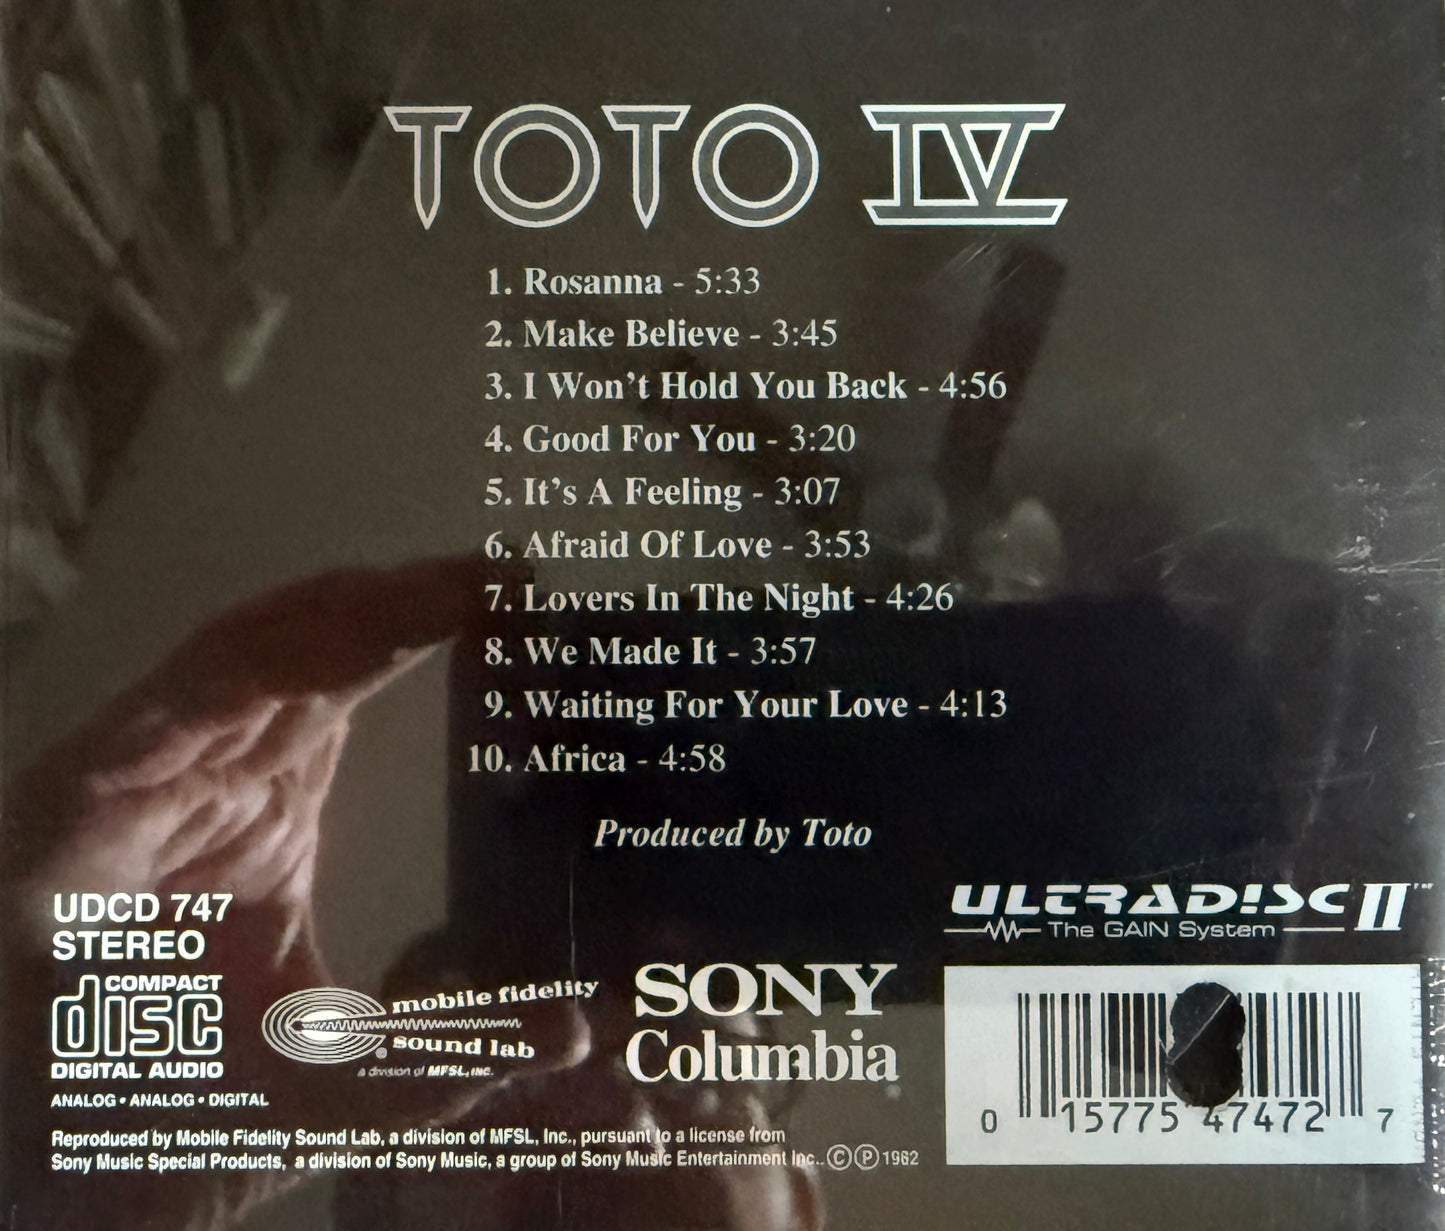 TOTO IV
1. Rosanna - 5:33
2. Make Believe - 3:45
3. I Won't Hold You Back - 4:56
4. Good For You - 3:20
5. It's A Feeling - 3:07
6. Afraid Of Love - 3:53
7. Lovers In The Night - 4:26
8. We Made It - 3:57
9. Waiting For Your Love - 4:13
10. Africa - 4:58
Produced by Toto
UDCD 747
STEREO
COMPACT
disc
DIGITAL AUDIO
ANALOG • ANALOG • DIGITAL
mobile fidelity
sound lab ®
a division of MFSL, INC.
SONY
Columbia
ULTRADISC II™
The GAIN System
0 15775 47472 7
Reproduced by Mobile Fidelity Sound Lab, a division of MFSL, Inc., pursuant to a license from
Sony Music Special Products, a division of Sony Music, a group of Sony Music Entertainment Inc.. Ⓒ Ⓟ 1982